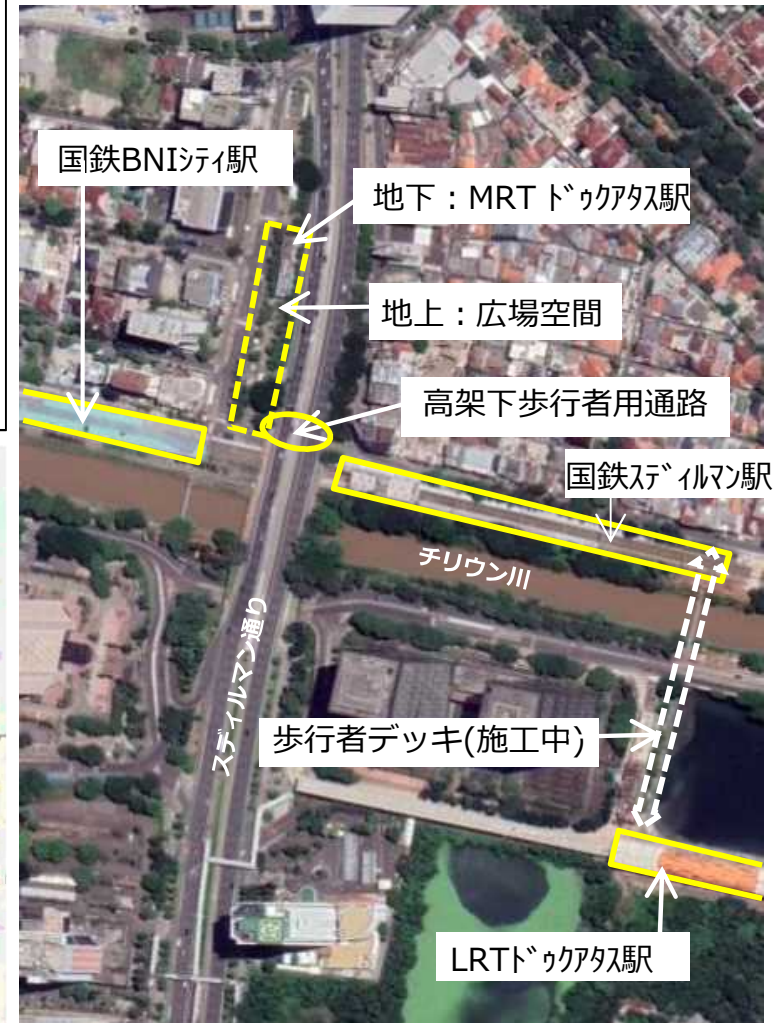 国鉄BNIｼﾃｨ駅
地下：MRT ﾄﾞｩｸｱﾀｽ駅
地上：広場空間
高架下歩行者用通路
国鉄ｽﾃﾞｨﾙﾏﾝ駅
チリウン川
スディルマン通り
歩行者デッキ(施工中)
LRTﾄﾞｩｸｱﾀｽ駅